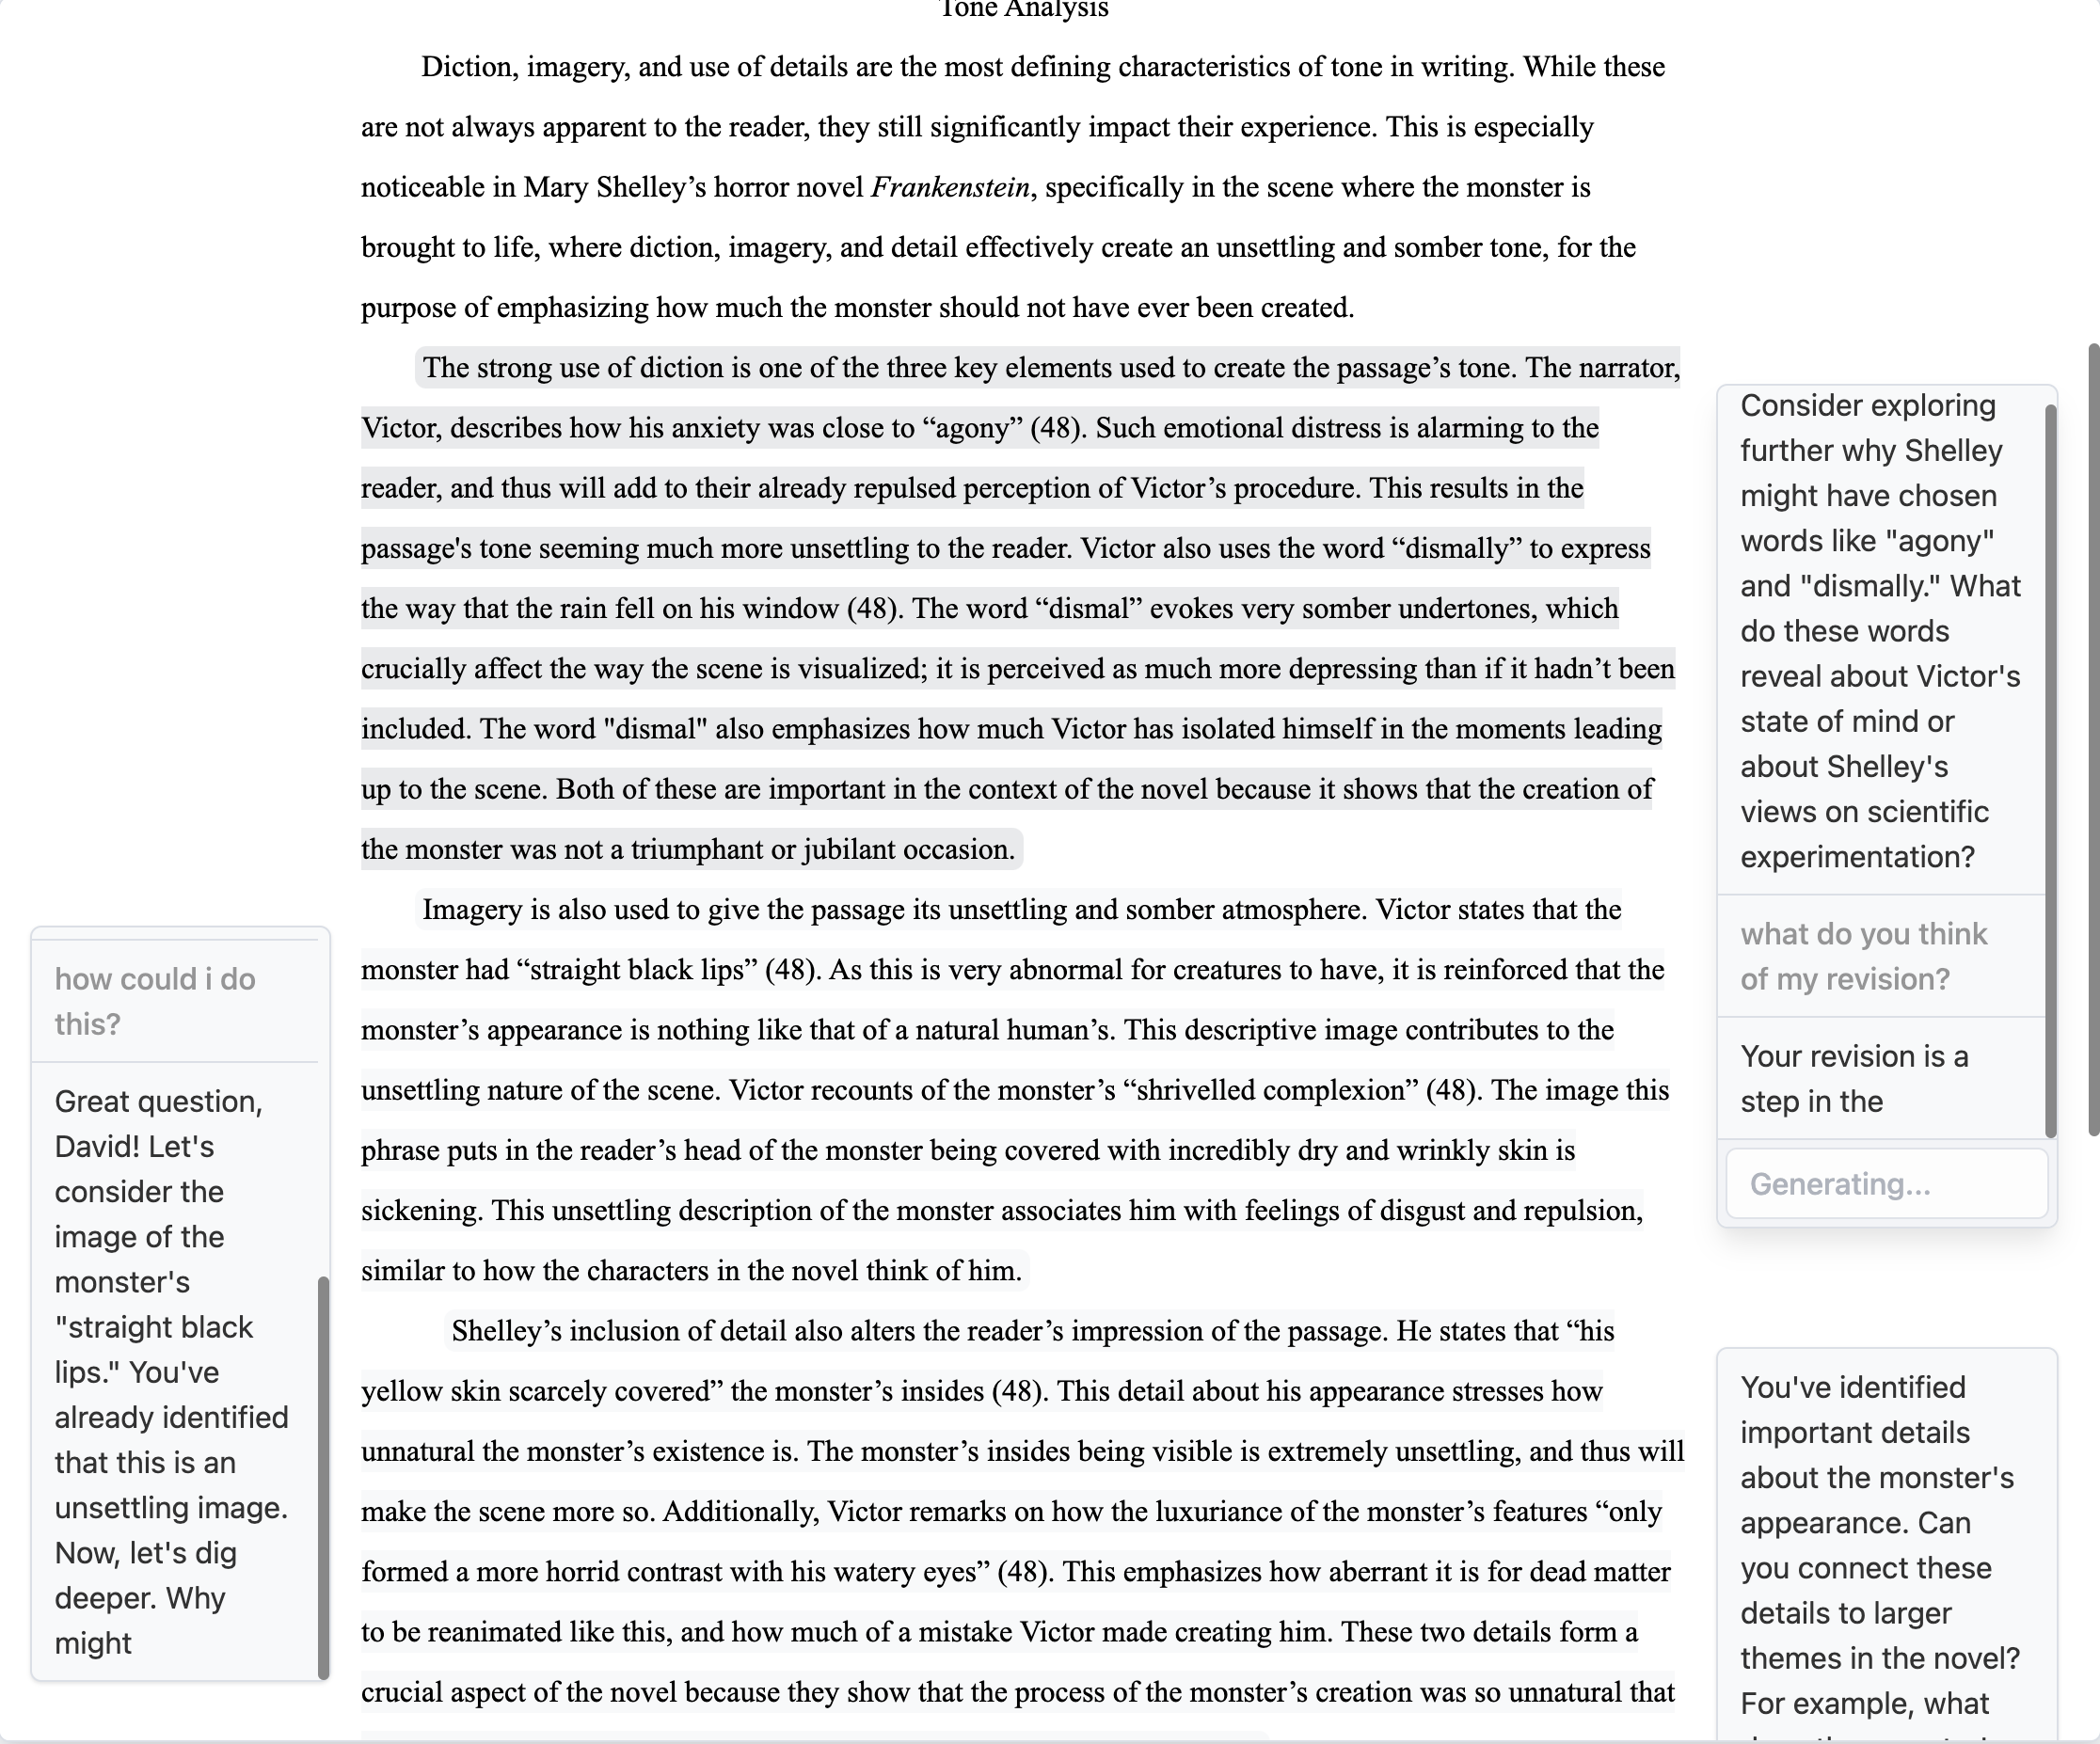 Tone Analysis
Diction, imagery, and use of details are the most defining characteristics of tone in writing. While these
are not always apparent to the reader, they still significantly impact their experience. This is especially
noticeable in Mary Shelley’s horror novel Frankenstein, specifically in the scene where the monster is
brought to life, where diction, imagery, and detail effectively create an unsettling and somber tone, for the
purpose of emphasizing how much the monster should not have ever been created.
The strong use of diction is one of the three key elements used to create the passage’s tone. The narrator,
Victor, describes how his anxiety was close to “agony” (48). Such emotional distress is alarming to the
reader, and thus will add to their already repulsed perception of Victor’s procedure. This results in the
passage's tone seeming much more unsettling to the reader. Victor also uses the word “dismally” to express
the way that the rain fell on his window (48). The word “dismal” evokes very somber undertones, which
crucially affect the way the scene is visualized; it is perceived as much more depressing than if it hadn’t been
included. The word "dismal" also emphasizes how much Victor has isolated himself in the moments leading
up to the scene. Both of these are important in the context of the novel because it shows that the creation of
the monster was not a triumphant or jubilant occasion.
Imagery is also used to give the passage its unsettling and somber atmosphere. Victor states that the
monster had “straight black lips” (48). As this is very abnormal for creatures to have, it is reinforced that the
monster’s appearance is nothing like that of a natural human’s. This descriptive image contributes to the
unsettling nature of the scene. Victor recounts of the monster’s “shrivelled complexion” (48). The image this
phrase puts in the reader’s head of the monster being covered with incredibly dry and wrinkly skin is
sickening. This unsettling description of the monster associates him with feelings of disgust and repulsion,
similar to how the characters in the novel think of him.
Shelley’s inclusion of detail also alters the reader’s impression of the passage. He states that “his
yellow skin scarcely covered” the monster’s insides (48). This detail about his appearance stresses how
unnatural the monster’s existence is. The monster’s insides being visible is extremely unsettling, and thus will
make the scene more so. Additionally, Victor remarks on how the luxuriance of the monster’s features “only
formed a more horrid contrast with his watery eyes” (48). This emphasizes how aberrant it is for dead matter
to be reanimated like this, and how much of a mistake Victor made creating him. These two details form a
crucial aspect of the novel because they show that the process of the monster’s creation was so unnatural that
how could i do
this?
Great question,
David! Let's
consider the
image of the
monster's
"straight black
lips." You've
already identified
that this is an
unsettling image.
Now, let's dig
deeper. Why
might
Consider exploring
further why Shelley
might have chosen
words like "agony"
and "dismally." What
do these words
reveal about Victor's
state of mind or
about Shelley's
views on scientific
experimentation?
what do you think
of my revision?
Your revision is a
step in the
Generating...
You've identified
important details
about the monster's
appearance. Can
you connect these
details to larger
themes in the novel?
For example, what